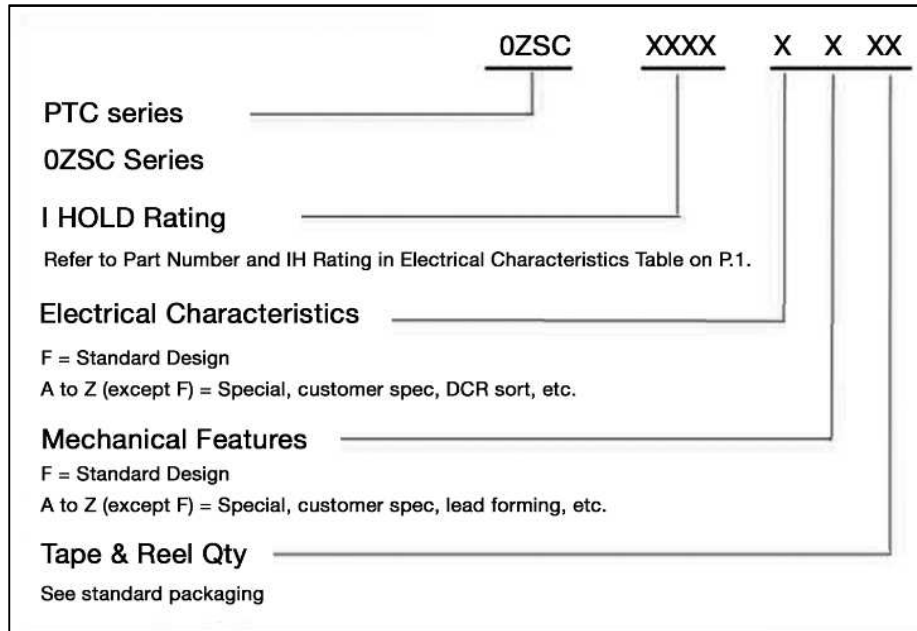 0ZSC XXXX X X XX
PTC series
0ZSC Series
I HOLD Rating
Refer to Part Number and IH Rating in Electrical Characteristics Table on P.1.
Electrical Characteristics
F = Standard Design
A to Z (except F) = Special, customer spec, DCR sort, etc.
Mechanical Features
F = Standard Design
A to Z (except F) = Special, customer spec, lead forming, etc.
Tape & Reel Qty
See standard packaging